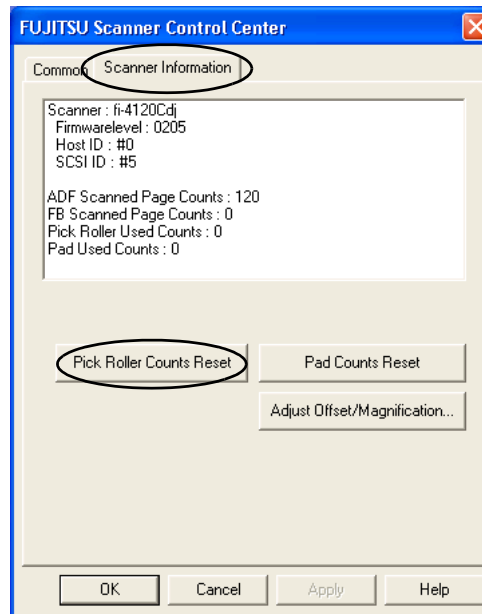 FUJITSU Scanner Control Center
Common Scanner Information
Scanner : fi-4120Cdj
Firmwarelevel : 0205
Host ID : #0
SCSI ID : #5
ADF Scanned Page Counts : 120
FB Scanned Page Counts : 0
Pick Roller Used Counts : 0
Pad Used Counts : 0
Pick Roller Counts Reset Pad Counts Reset
Adjust Offset/Magnification...
OK Cancel Apply Help